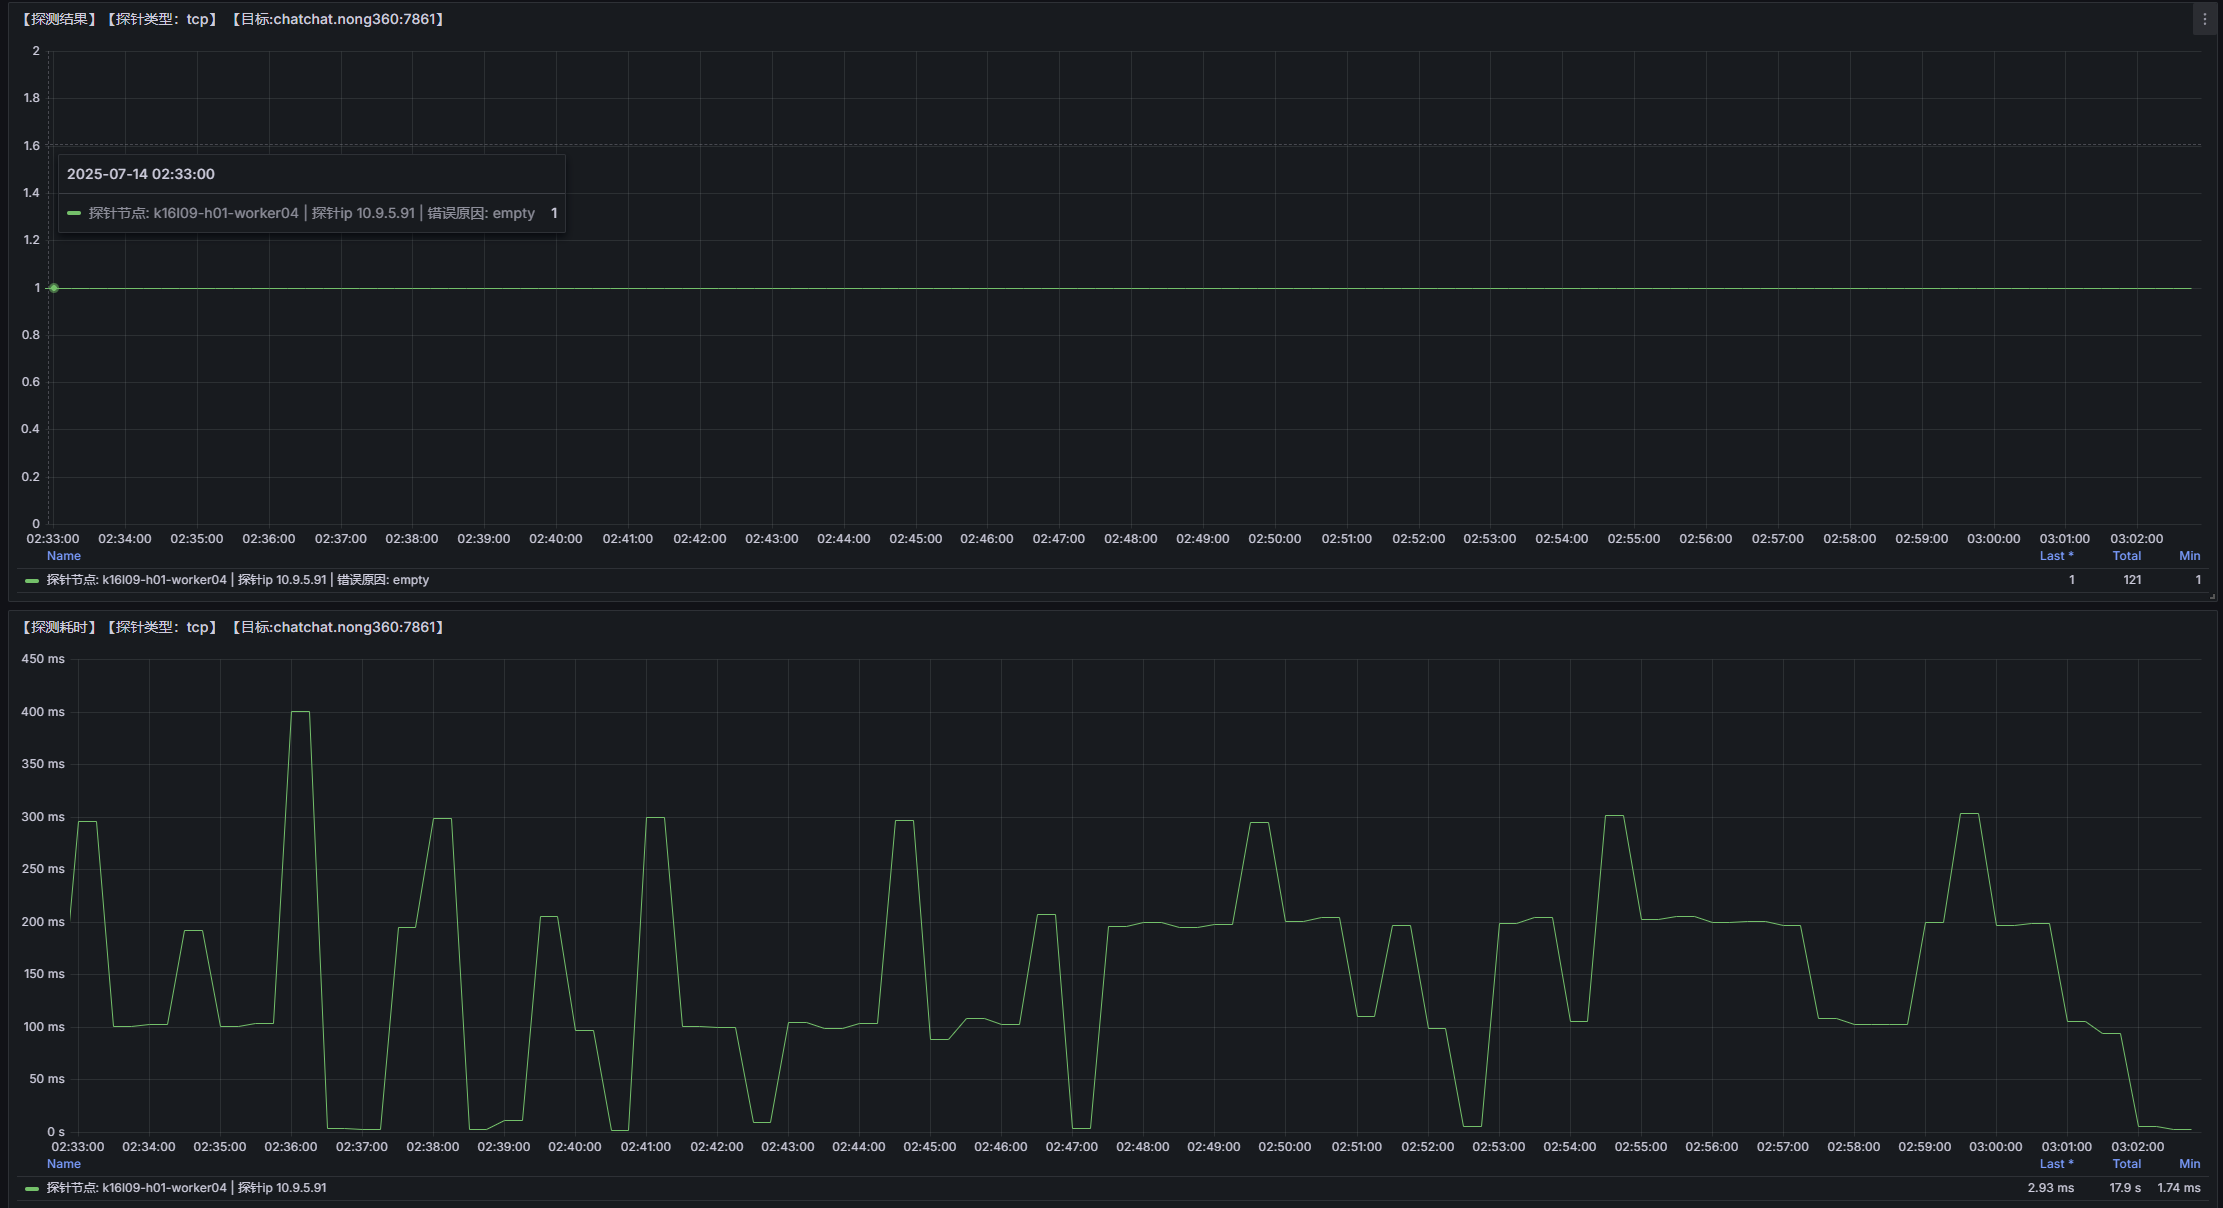 【探测结果】【探针类型：tcp】 【目标:chatchat.nong360:7861】
2
1.8
1.6
2025-07-14 02:33:00
1.4
探针节点: k16l09-h01-worker04 | 探针ip 10.9.5.91 | 错误原因: empty 1
1.2
1
0.8
0.6
0.4
0.2
0
02:33:00 02:34:00 02:35:00 02:36:00 02:37:00 02:38:00 02:39:00 02:40:00 02:41:00 02:42:00 02:43:00 02:44:00 02:45:00 02:46:00 02:47:00 02:48:00 02:49:00 02:50:00 02:51:00 02:52:00 02:53:00 02:54:00 02:55:00 02:56:00 02:57:00 02:58:00 02:59:00 03:00:00 03:01:00 03:02:00
Name Last * Total Min
探针节点: k16l09-h01-worker04 | 探针ip 10.9.5.91 | 错误原因: empty 1 121 1
【探测耗时】【探针类型：tcp】 【目标:chatchat.nong360:7861】
450 ms
400 ms
350 ms
300 ms
250 ms
200 ms
150 ms
100 ms
50 ms
0 s
02:33:00 02:34:00 02:35:00 02:36:00 02:37:00 02:38:00 02:39:00 02:40:00 02:41:00 02:42:00 02:43:00 02:44:00 02:45:00 02:46:00 02:47:00 02:48:00 02:49:00 02:50:00 02:51:00 02:52:00 02:53:00 02:54:00 02:55:00 02:56:00 02:57:00 02:58:00 02:59:00 03:00:00 03:01:00 03:02:00
Name Last * Total Min
探针节点: k16l09-h01-worker04 | 探针ip 10.9.5.91 2.93 ms 17.9 s 1.74 ms